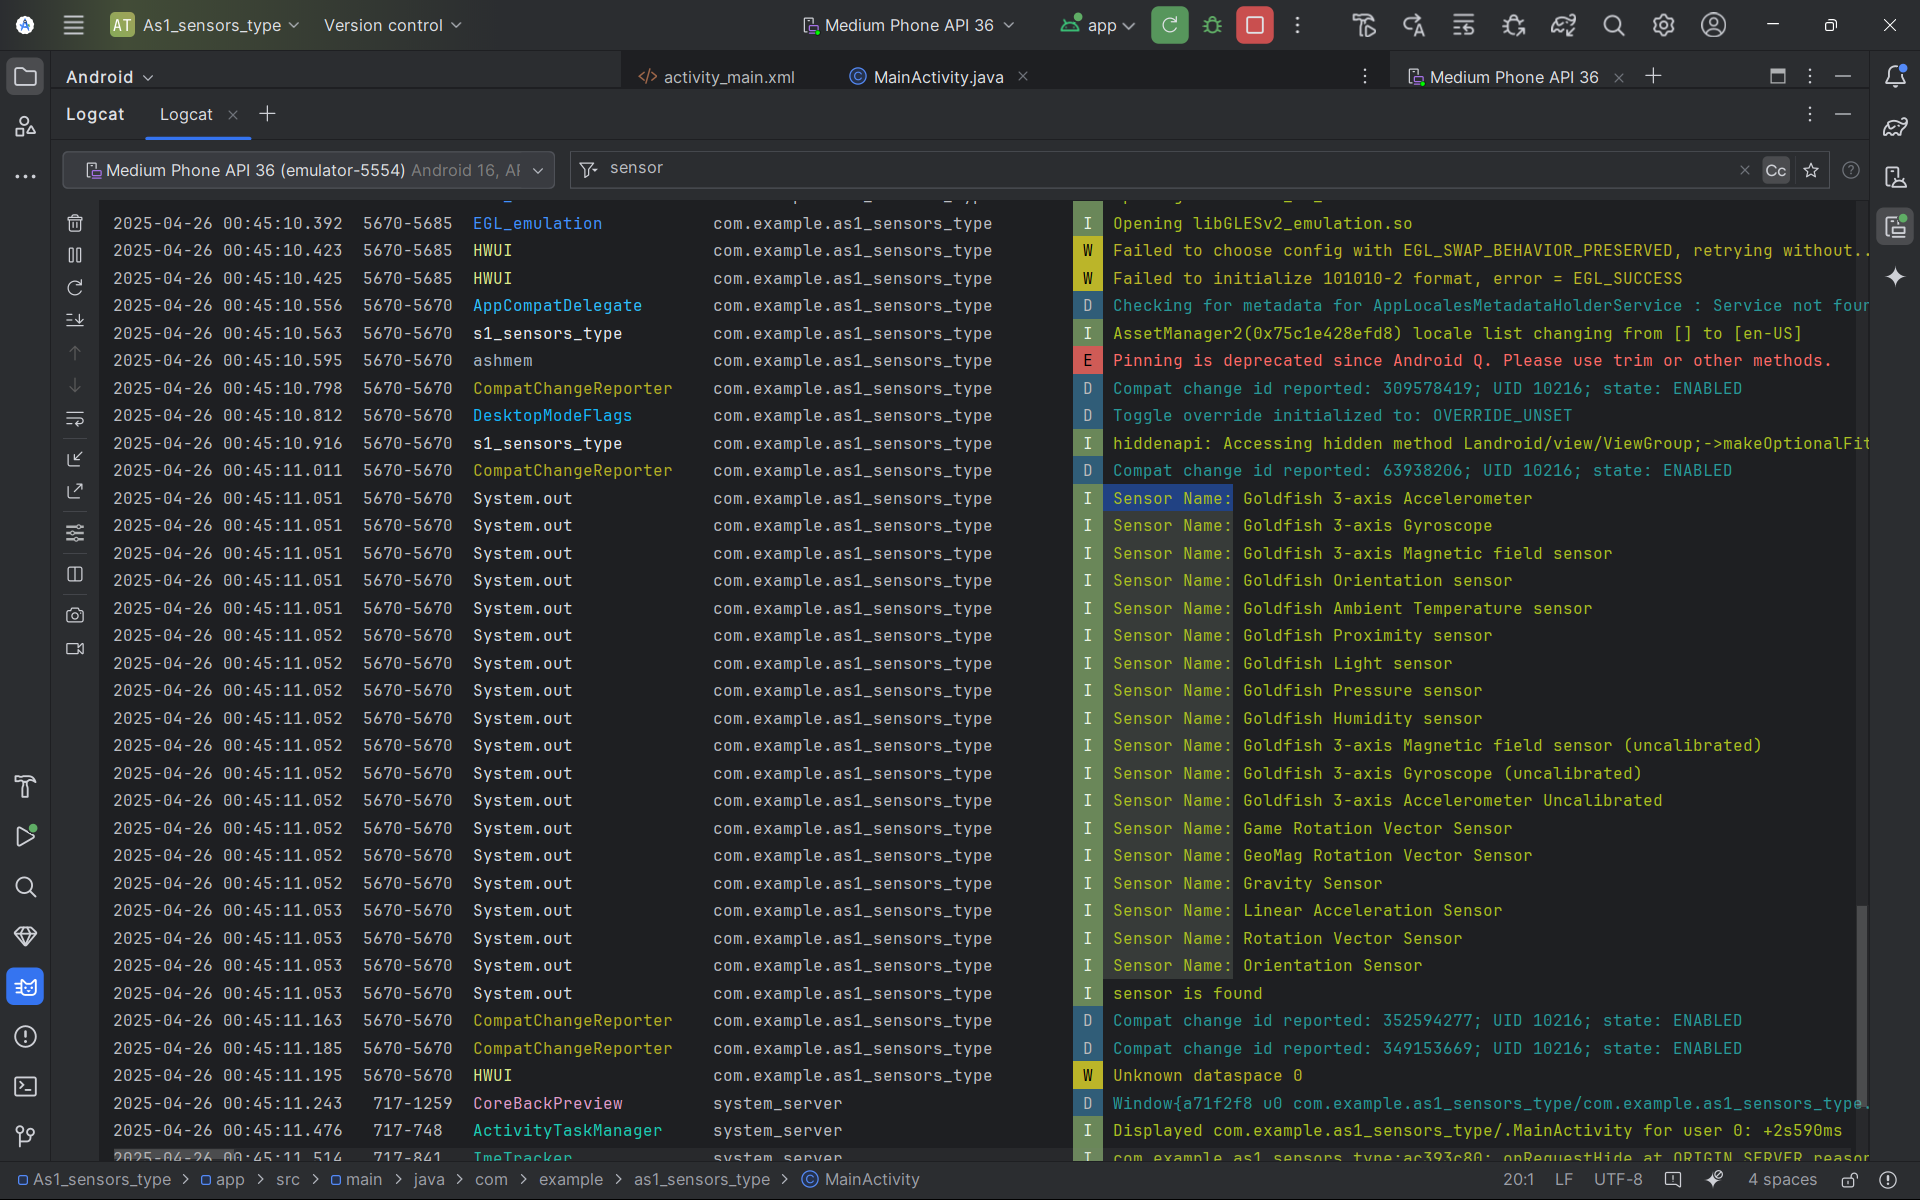 AT As1_sensors_type Version control Medium Phone API 36 app
Android activity_main.xml MainActivity.java Medium Phone API 36
Logcat Logcat
Medium Phone API 36 (emulator-5554) Android 16, AP sensor Cc
2025-04-26 00:45:10.392 5670-5685 EGL_emulation com.example.as1_sensors_type I Opening libGLESv2_emulation.so
2025-04-26 00:45:10.423 5670-5685 HWUI com.example.as1_sensors_type W Failed to choose config with EGL_SWAP_BEHAVIOR_PRESERVED, retrying without..
2025-04-26 00:45:10.425 5670-5685 HWUI com.example.as1_sensors_type W Failed to initialize 101010-2 format, error = EGL_SUCCESS
2025-04-26 00:45:10.556 5670-5670 AppCompatDelegate com.example.as1_sensors_type D Checking for metadata for AppLocalesMetadataHolderService : Service not foun
2025-04-26 00:45:10.563 5670-5670 s1_sensors_type com.example.as1_sensors_type I AssetManager2(0x75c1e428efd8) locale list changing from [] to [en-US]
2025-04-26 00:45:10.595 5670-5670 ashmem com.example.as1_sensors_type E Pinning is deprecated since Android Q. Please use trim or other methods.
2025-04-26 00:45:10.798 5670-5670 CompatChangeReporter com.example.as1_sensors_type D Compat change id reported: 309578419; UID 10216; state: ENABLED
2025-04-26 00:45:10.812 5670-5670 DesktopModeFlags com.example.as1_sensors_type D Toggle override initialized to: OVERRIDE_UNSET
2025-04-26 00:45:10.916 5670-5670 s1_sensors_type com.example.as1_sensors_type I hiddenapi: Accessing hidden method Landroid/view/ViewGroup;->makeOptionalFit
2025-04-26 00:45:11.011 5670-5670 CompatChangeReporter com.example.as1_sensors_type D Compat change id reported: 63938206; UID 10216; state: ENABLED
2025-04-26 00:45:11.051 5670-5670 System.out com.example.as1_sensors_type I Sensor Name: Goldfish 3-axis Accelerometer
2025-04-26 00:45:11.051 5670-5670 System.out com.example.as1_sensors_type I Sensor Name: Goldfish 3-axis Gyroscope
2025-04-26 00:45:11.051 5670-5670 System.out com.example.as1_sensors_type I Sensor Name: Goldfish 3-axis Magnetic field sensor
2025-04-26 00:45:11.051 5670-5670 System.out com.example.as1_sensors_type I Sensor Name: Goldfish Orientation sensor
2025-04-26 00:45:11.051 5670-5670 System.out com.example.as1_sensors_type I Sensor Name: Goldfish Ambient Temperature sensor
2025-04-26 00:45:11.052 5670-5670 System.out com.example.as1_sensors_type I Sensor Name: Goldfish Proximity sensor
2025-04-26 00:45:11.052 5670-5670 System.out com.example.as1_sensors_type I Sensor Name: Goldfish Light sensor
2025-04-26 00:45:11.052 5670-5670 System.out com.example.as1_sensors_type I Sensor Name: Goldfish Pressure sensor
2025-04-26 00:45:11.052 5670-5670 System.out com.example.as1_sensors_type I Sensor Name: Goldfish Humidity sensor
2025-04-26 00:45:11.052 5670-5670 System.out com.example.as1_sensors_type I Sensor Name: Goldfish 3-axis Magnetic field sensor (uncalibrated)
2025-04-26 00:45:11.052 5670-5670 System.out com.example.as1_sensors_type I Sensor Name: Goldfish 3-axis Gyroscope (uncalibrated)
2025-04-26 00:45:11.052 5670-5670 System.out com.example.as1_sensors_type I Sensor Name: Goldfish 3-axis Accelerometer Uncalibrated
2025-04-26 00:45:11.052 5670-5670 System.out com.example.as1_sensors_type I Sensor Name: Game Rotation Vector Sensor
2025-04-26 00:45:11.052 5670-5670 System.out com.example.as1_sensors_type I Sensor Name: GeoMag Rotation Vector Sensor
2025-04-26 00:45:11.052 5670-5670 System.out com.example.as1_sensors_type I Sensor Name: Gravity Sensor
2025-04-26 00:45:11.053 5670-5670 System.out com.example.as1_sensors_type I Sensor Name: Linear Acceleration Sensor
2025-04-26 00:45:11.053 5670-5670 System.out com.example.as1_sensors_type I Sensor Name: Rotation Vector Sensor
2025-04-26 00:45:11.053 5670-5670 System.out com.example.as1_sensors_type I Sensor Name: Orientation Sensor
2025-04-26 00:45:11.053 5670-5670 System.out com.example.as1_sensors_type I sensor is found
2025-04-26 00:45:11.163 5670-5670 CompatChangeReporter com.example.as1_sensors_type D Compat change id reported: 352594277; UID 10216; state: ENABLED
2025-04-26 00:45:11.185 5670-5670 CompatChangeReporter com.example.as1_sensors_type D Compat change id reported: 349153669; UID 10216; state: ENABLED
2025-04-26 00:45:11.195 5670-5670 HWUI com.example.as1_sensors_type W Unknown dataspace 0
2025-04-26 00:45:11.243 717-1259 CoreBackPreview system_server D Window{a71f2f8 u0 com.example.as1_sensors_type/com.example.as1_sensors_type.
2025-04-26 00:45:11.476 717-748 ActivityTaskManager system_server I Displayed com.example.as1_sensors_type/.MainActivity for user 0: +2s590ms
2025-04-26 00:45:11.514 717-841 ImeTracker system_server I com.example.as1_sensors_type:ac393c80: onRequestHide at ORIGIN_SERVER reason
As1_sensors_type > app > src > main > java > com > example > as1_sensors_type > MainActivity 20:1 LF UTF-8 4 spaces